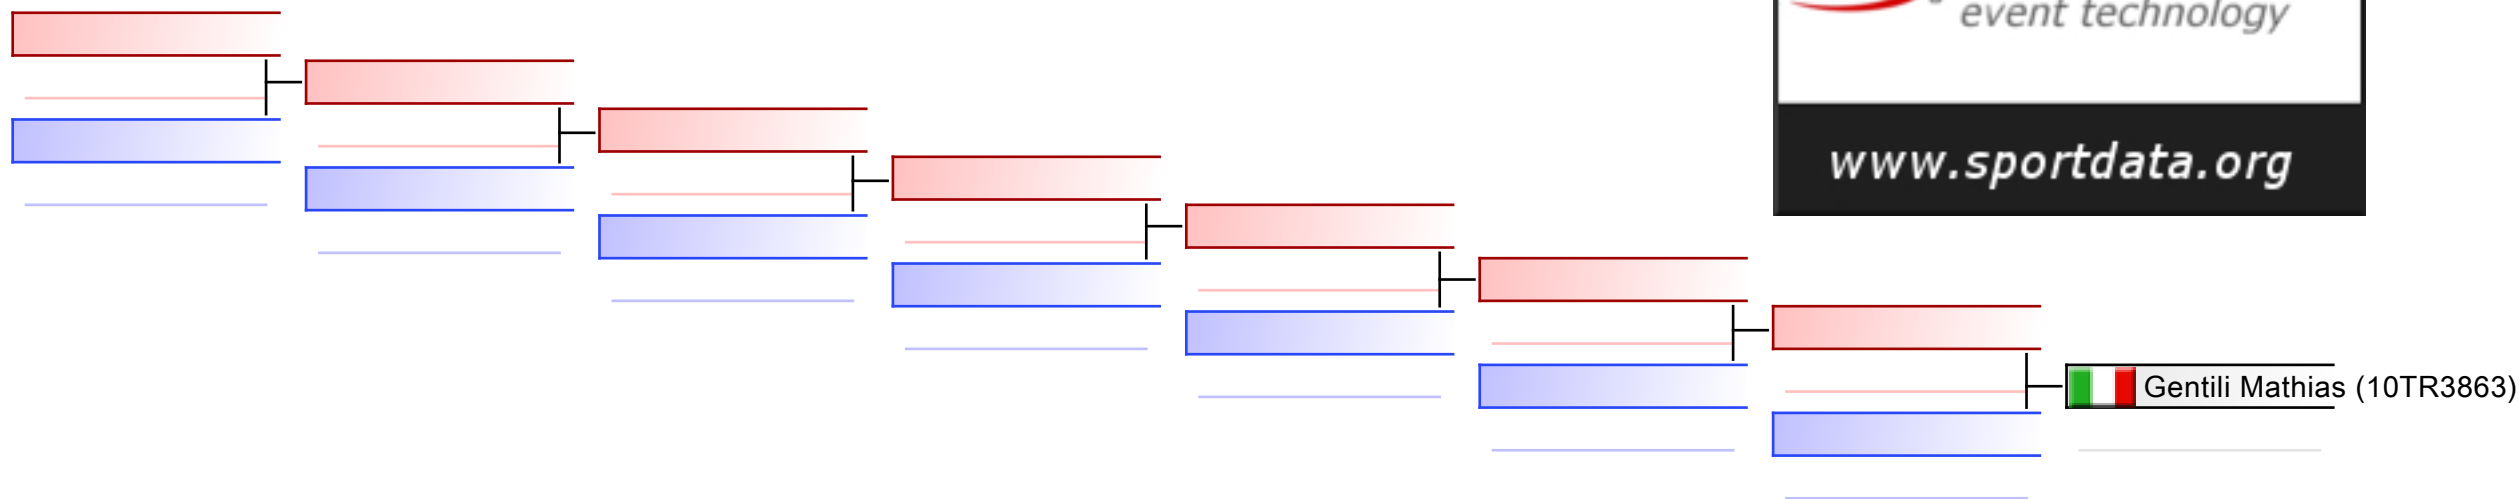 event technology
www.sportdata.org
Gentili Mathias (10TR3863)